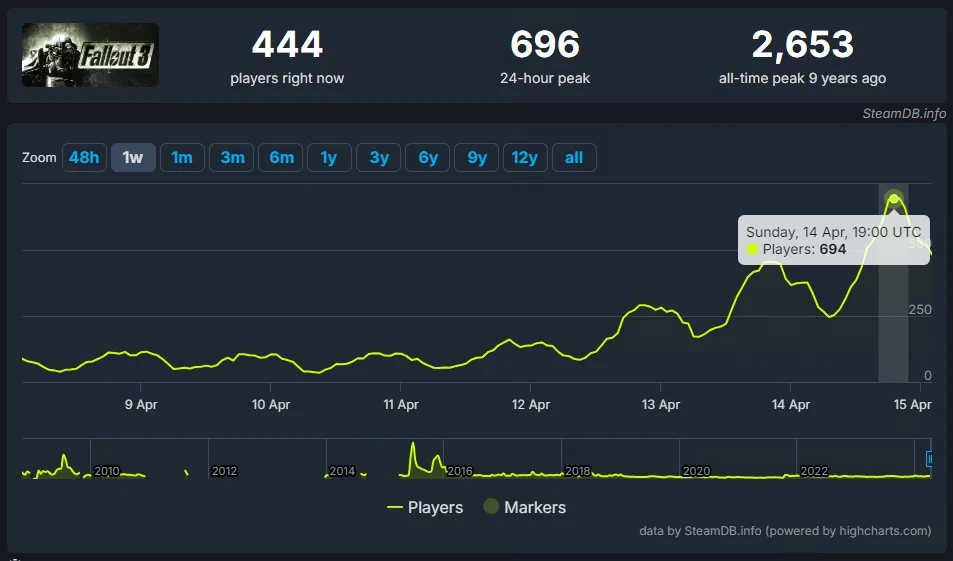 Fallout 3
444
players right now
696
24-hour peak
2,653
all-time peak 9 years ago
SteamDB.info
Zoom 48h 1w 1m 3m 6m 1y 3y 6y 9y 12y all
Sunday, 14 Apr, 19:00 UTC
Players: 694
500
250
0
9 Apr 10 Apr 11 Apr 12 Apr 13 Apr 14 Apr 15 Apr
2010 2012 2014 2016 2018 2020 2022
Players Markers
data by SteamDB.info (powered by highcharts.com)